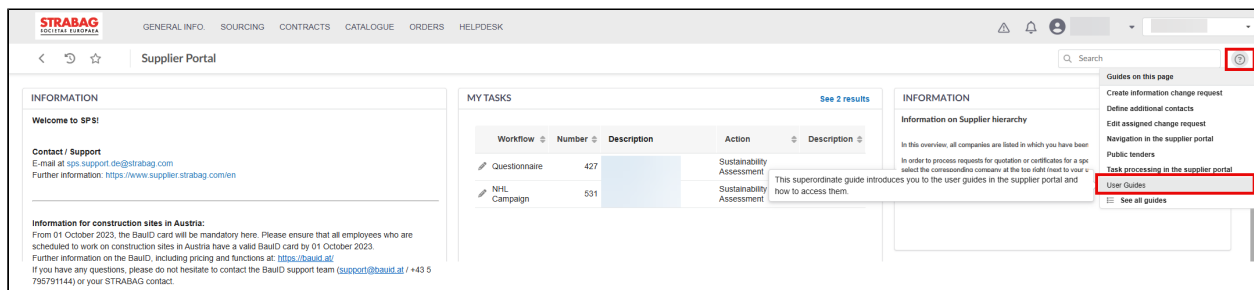 STRABAG
SOCIETAS EUROPAEA
GENERAL INFO. SOURCING CONTRACTS CATALOGUE ORDERS HELPDESK
Supplier Portal
Search
INFORMATION
Welcome to SPS!
Contact / Support
E-mail at sps.support.de@strabag.com
Further information: https://www.supplier.strabag.com/en
Information for construction sites in Austria:
From 01 October 2023, the BauID card will be mandatory here. Please ensure that all employees who are
scheduled to work on construction sites in Austria have a valid BauID card by 01 October 2023.
Further information on the BauID, including pricing and functions at: https://bauid.at/
If you have any questions, please do not hesitate to contact the BauID support team (support@bauid.at / +43 5
795791144) or your STRABAG contact.
MY TASKS
See 2 results
Workflow Number Description Action Description
Questionnaire 427 Sustainability
Assessment
NHL
Campaign 531 Sustainability
Assessment
This superordinate guide introduces you to the user guides in the supplier portal and
how to access them.
INFORMATION
Information on Supplier hierarchy
In this overview, all companies are listed in which you have been
In order to process requests for quotation or certificates for a spe
select the corresponding company at the top right (next to your u
Guides on this page
Create information change request
Define additional contacts
Edit assigned change request
Navigation in the supplier portal
Public tenders
Task processing in the supplier portal
User Guides
See all guides